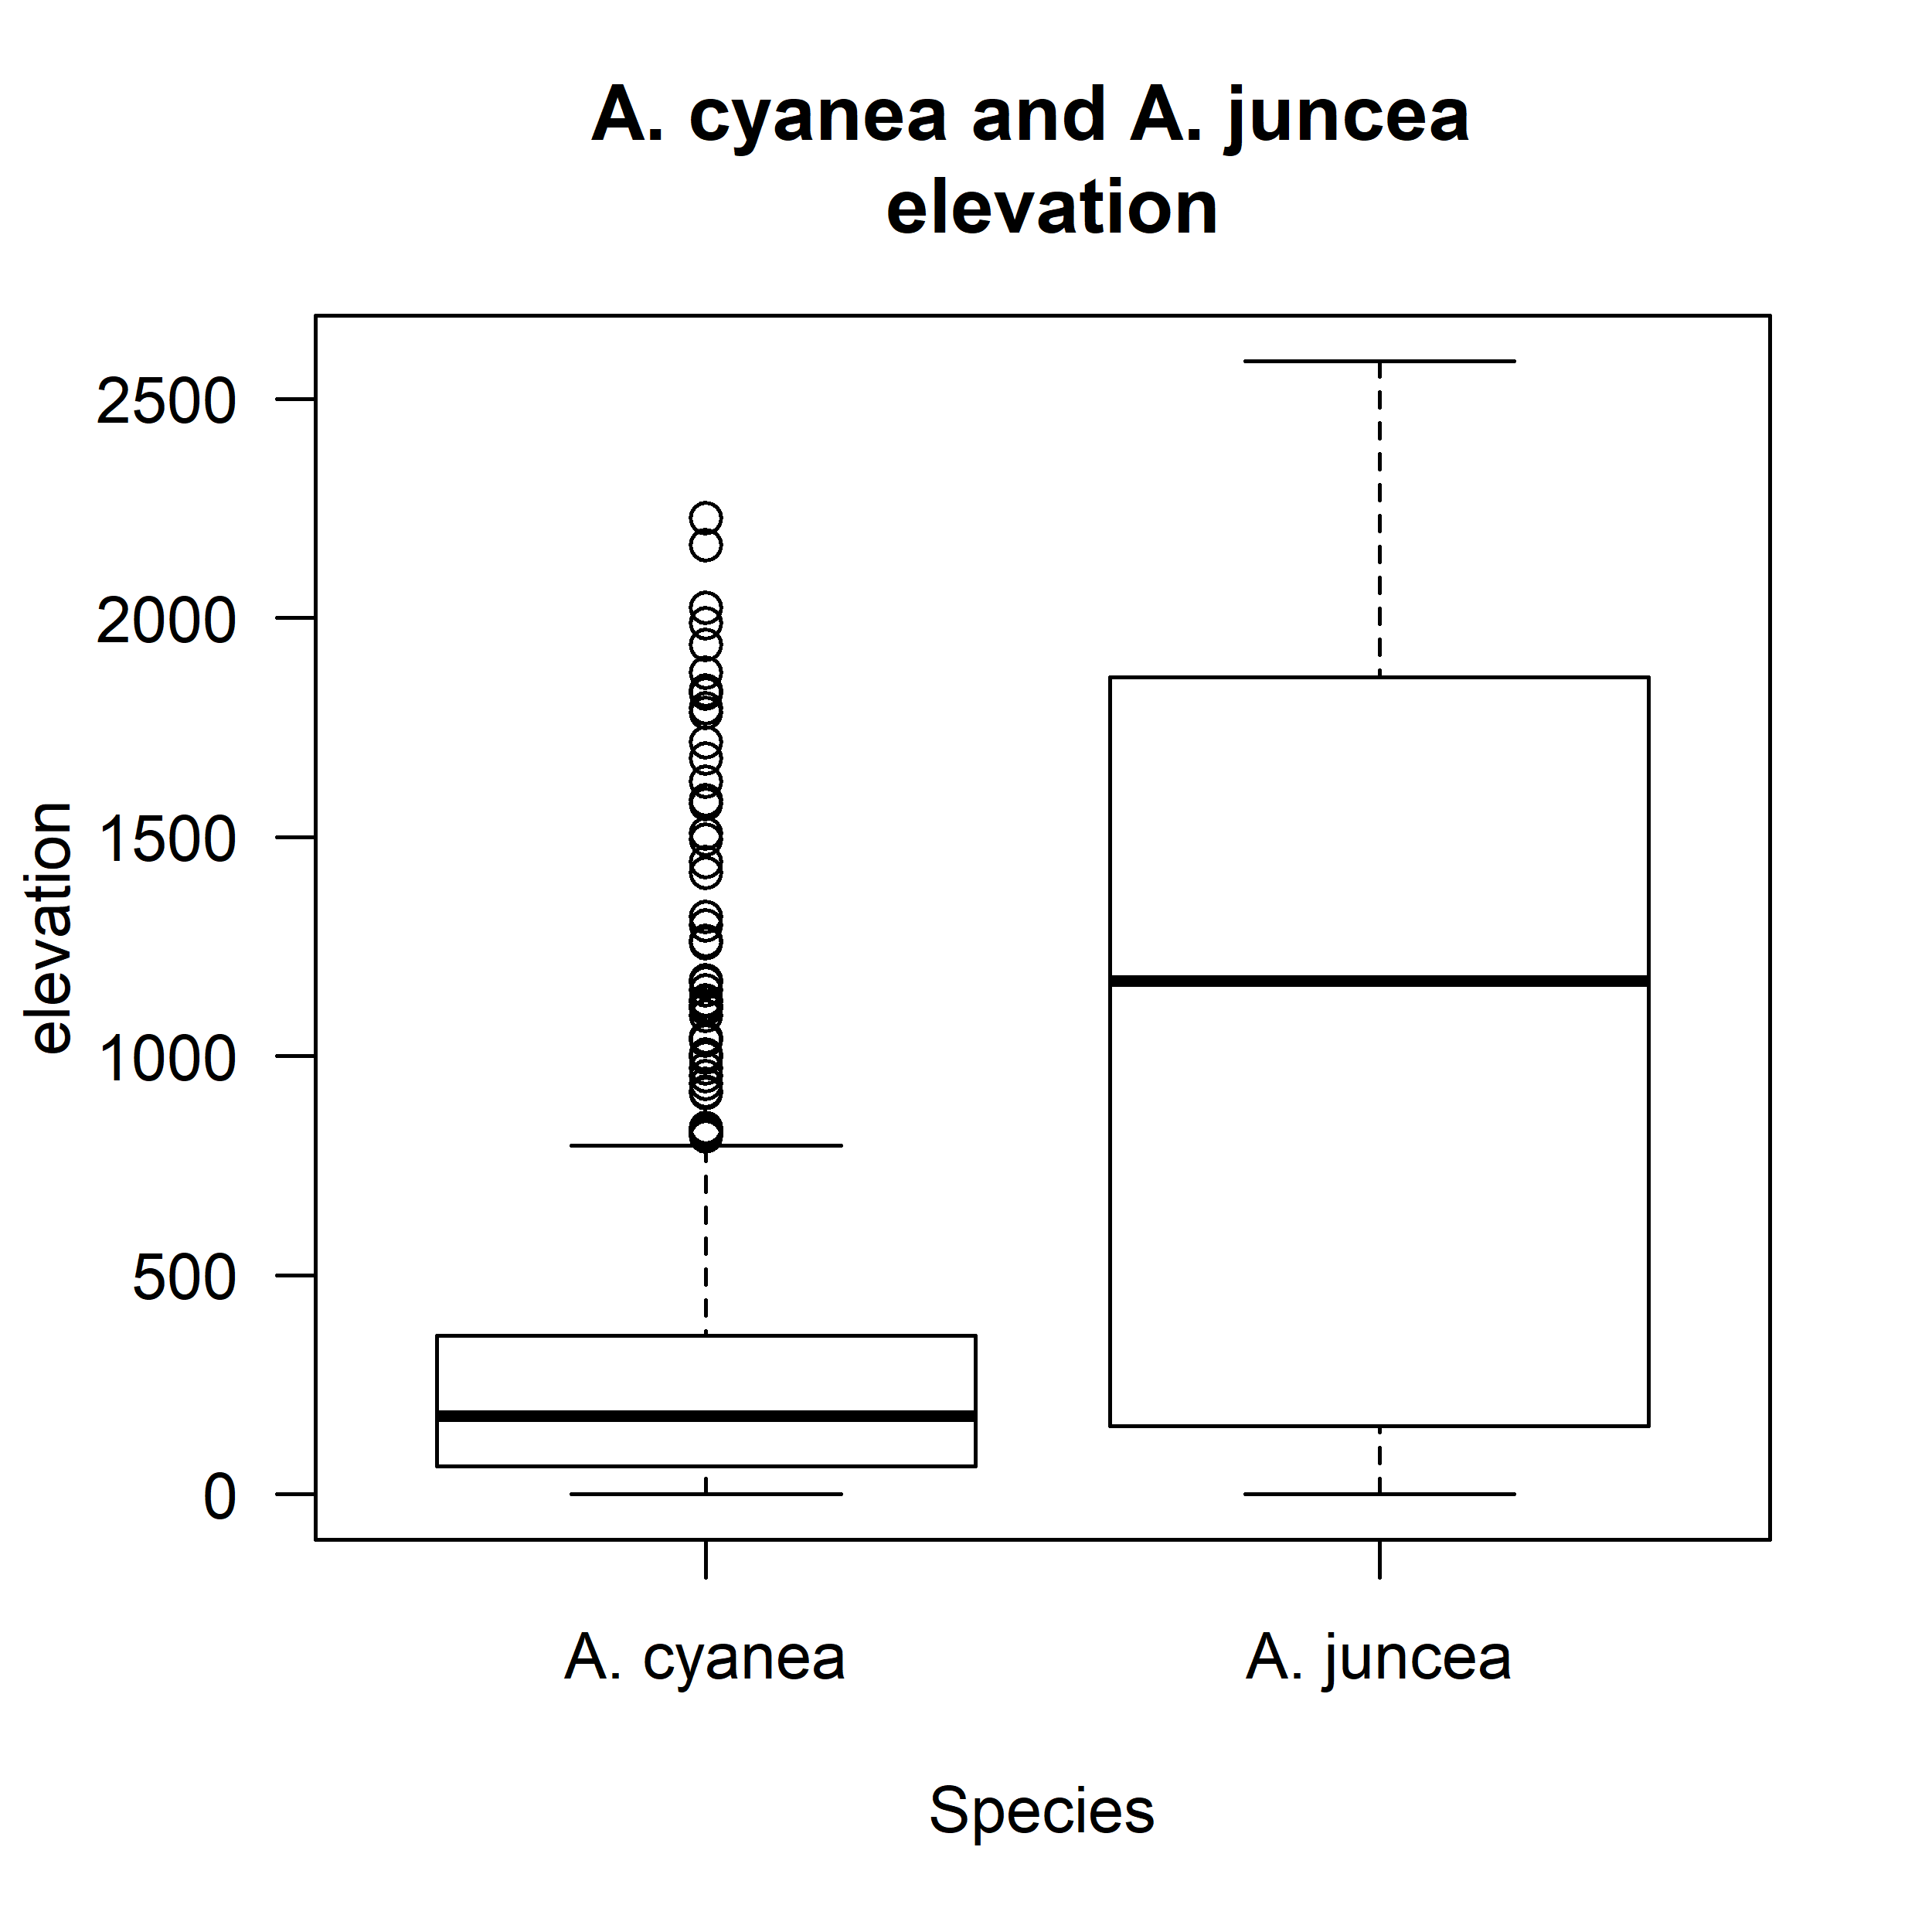 A. cyanea and A. juncea
elevation
2500
2000
1500
1000
500
0
elevation
A. cyanea
A. juncea
Species